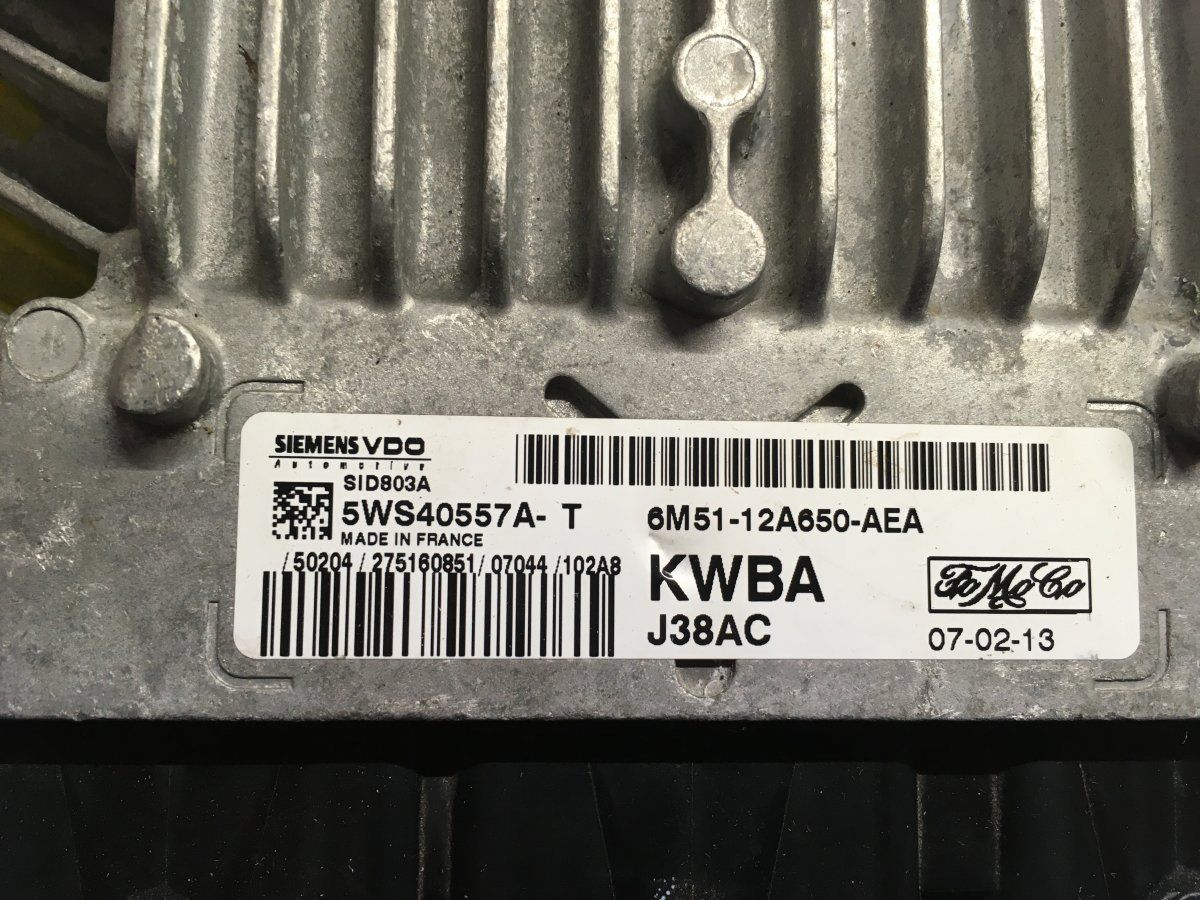 SIEMENS VDO
Automotive
SID803A
5WS40557A- T
MADE IN FRANCE
/50204/275160851/07044/102A8
6M51-12A650-AEA
KWBA
J38AC
FoMoCo
07-02-13